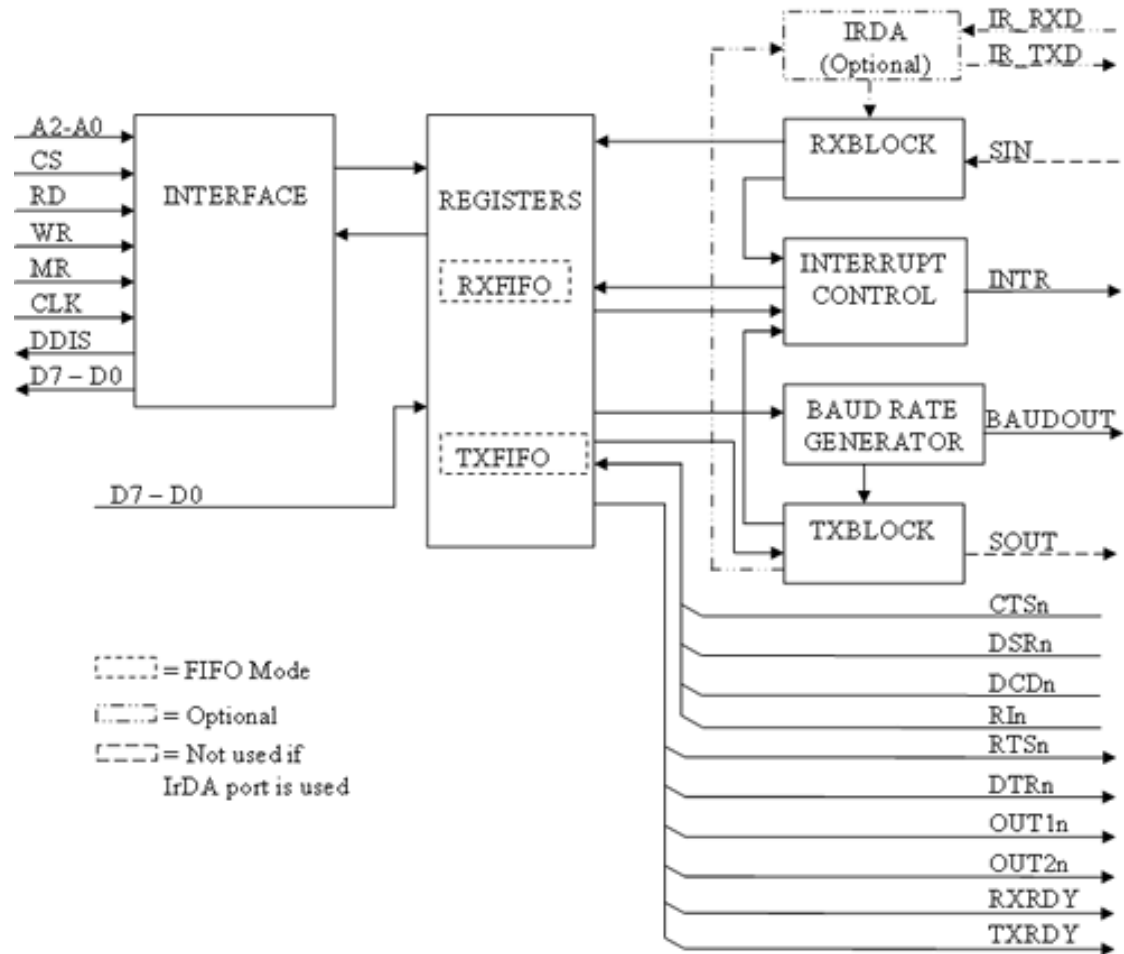 IRDA
(Optional)
IR_RXD
IR_TXD
A2-A0
CS
RD
WR
MR
CLK
DDIS
D7 – D0
INTERFACE
REGISTERS
RXFIFO
TXFIFO
D7 – D0
RXBLOCK
SIN
INTERRUPT
CONTROL
INTR
BAUD RATE
GENERATOR
BAUDOUT
TXBLOCK
SOUT
CTSn
DSRn
DCDn
RIn
RTSn
DTRn
OUT1n
OUT2n
RXRDY
TXRDY
= FIFO Mode
= Optional
= Not used if
IrDA port is used